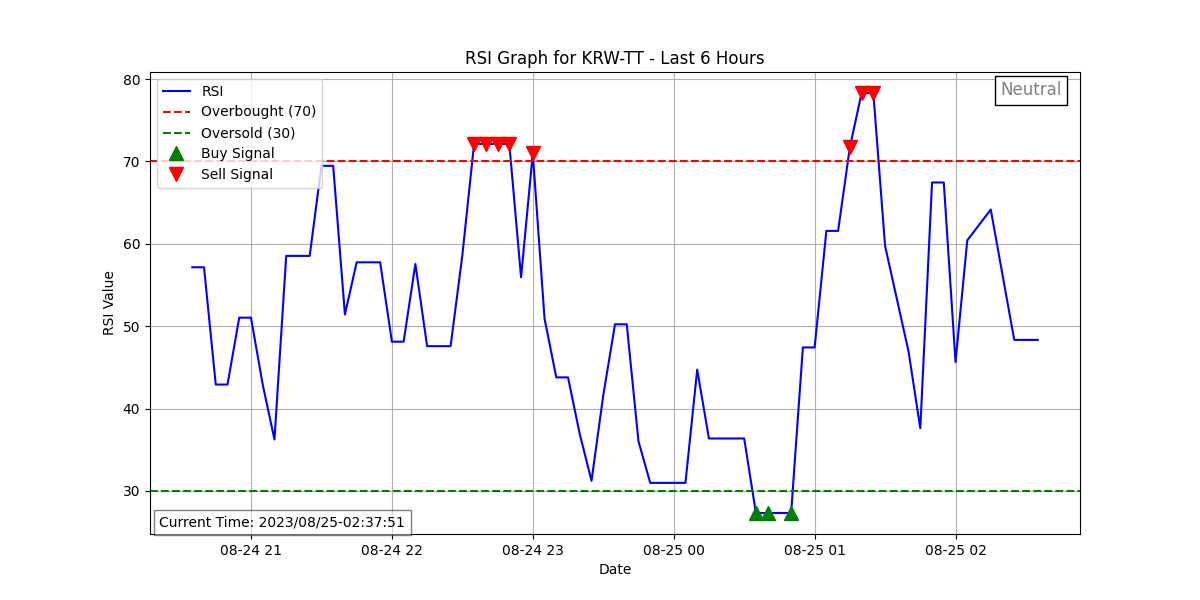 RSI Graph for KRW-TT - Last 6 Hours
80
70
60
50
40
30
RSI Value
RSI
Overbought (70)
Oversold (30)
Buy Signal
Sell Signal
Neutral
Current Time: 2023/08/25-02:37:51
08-24 21
08-24 22
08-24 23
08-25 00
08-25 01
08-25 02
Date